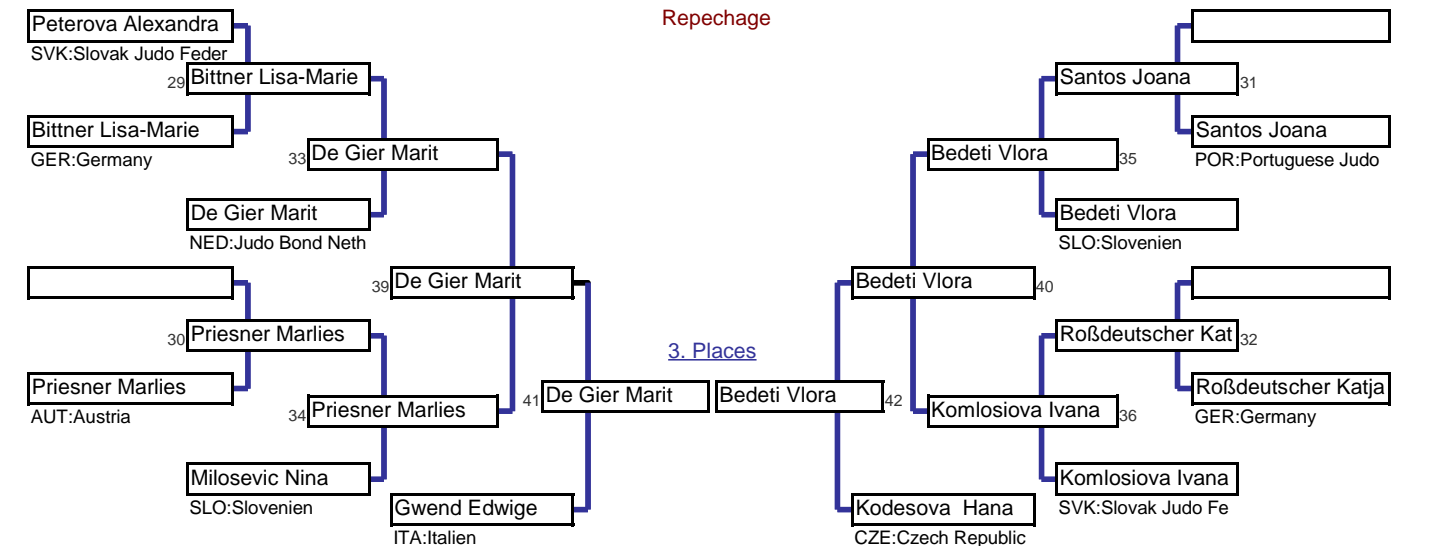 Repechage
Peterova Alexandra
SVK:Slovak Judo Feder
29 Bittner Lisa-Marie
Bittner Lisa-Marie
GER:Germany
33 De Gier Marit
De Gier Marit
NED:Judo Bond Neth
39 De Gier Marit
30 Priesner Marlies
Priesner Marlies
AUT:Austria
34 Priesner Marlies
Milosevic Nina
SLO:Slovenien
41 De Gier Marit
Gwend Edwige
ITA:Italien
3. Places
Santos Joana 31
Santos Joana
POR:Portuguese Judo
Bedeti Vlora 35
Bedeti Vlora
SLO:Slovenien
Bedeti Vlora 40
Roßdeutscher Kat 32
Roßdeutscher Katja
GER:Germany
Bedeti Vlora 42
Komlosiova Ivana 36
Komlosiova Ivana
SVK:Slovak Judo Fe
Kodesova Hana
CZE:Czech Republic